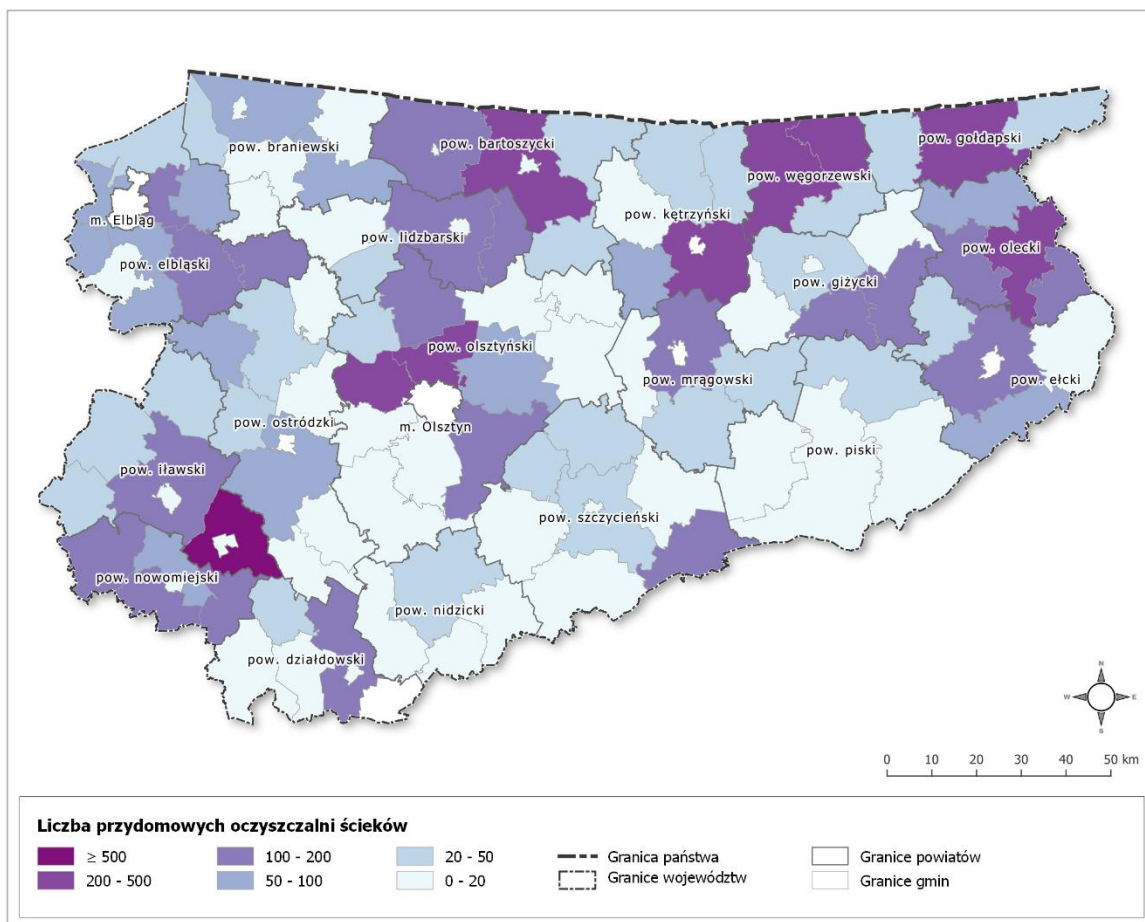 pow. gołdapski
pow. bartoszycki
pow. braniewski
pow. węgorzewski
m. Elbląg
pow. kętrzyński
pow. lidzbarski
pow. olecki
pow. elbląski
pow. giżycki
pow. olsztyński
pow. mrągowski
pow. ełcki
pow. ostródzki
m. Olsztyn
pow. piski
pow. iławski
pow. szczycieński
pow. nowomiejski
pow. nidzicki
pow. działdowski
N
W E
S
0 10 20 30 40 50 km
Liczba przydomowych oczyszczalni ścieków
≥ 500 100 - 200 20 - 50 Granica państwa Granice powiatów
200 - 500 50 - 100 0 - 20 Granice województw Granice gmin